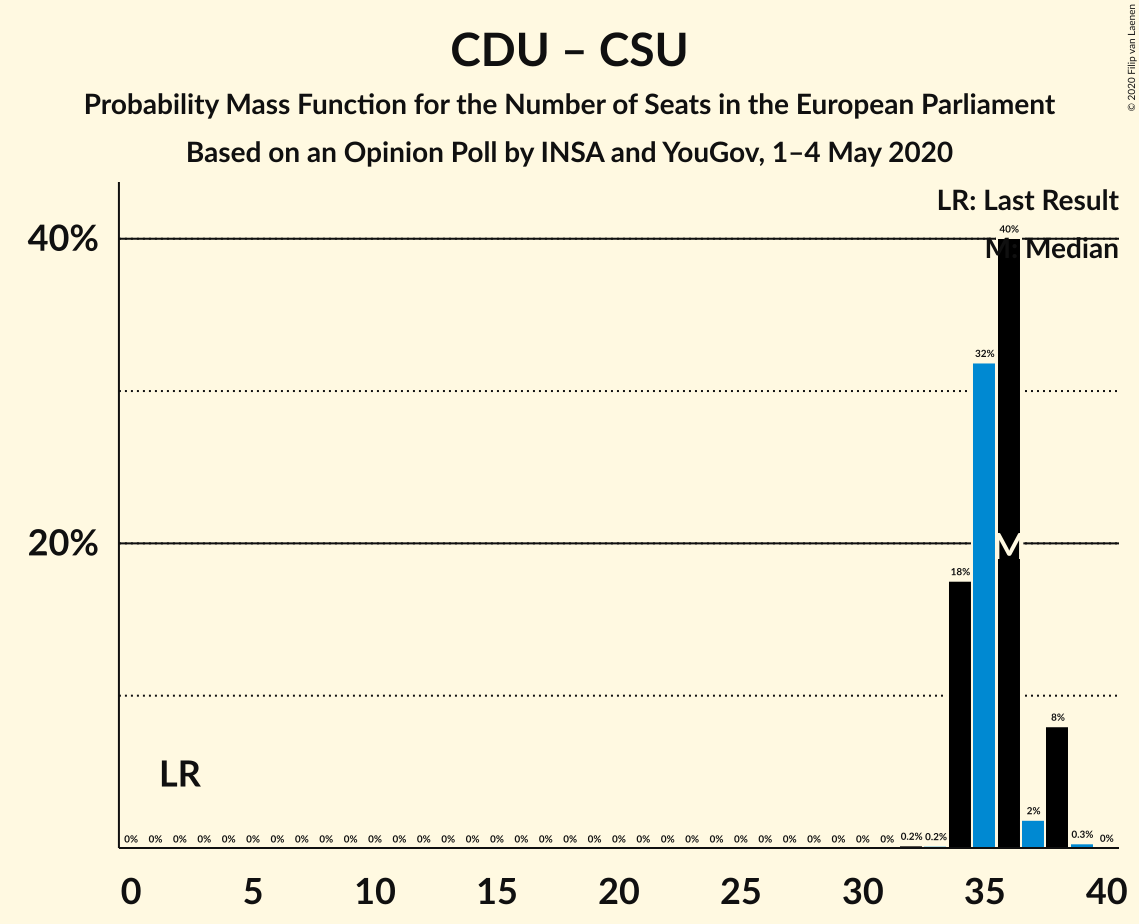 CDU – CSU
Probability Mass Function for the Number of Seats in the European Parliament
Based on an Opinion Poll by INSA and YouGov, 1–4 May 2020
© 2020 Filip van Laenen
LR: Last Result
M: Median
40%
20%
40%
32%
M
18%
8%
LR
2%
0% 0% 0% 0% 0% 0% 0% 0% 0% 0% 0% 0% 0% 0% 0% 0% 0% 0% 0% 0% 0% 0% 0% 0% 0% 0% 0% 0% 0% 0% 0% 0% 0.2% 0.2% 0.3% 0%
0 5 10 15 20 25 30 35 40